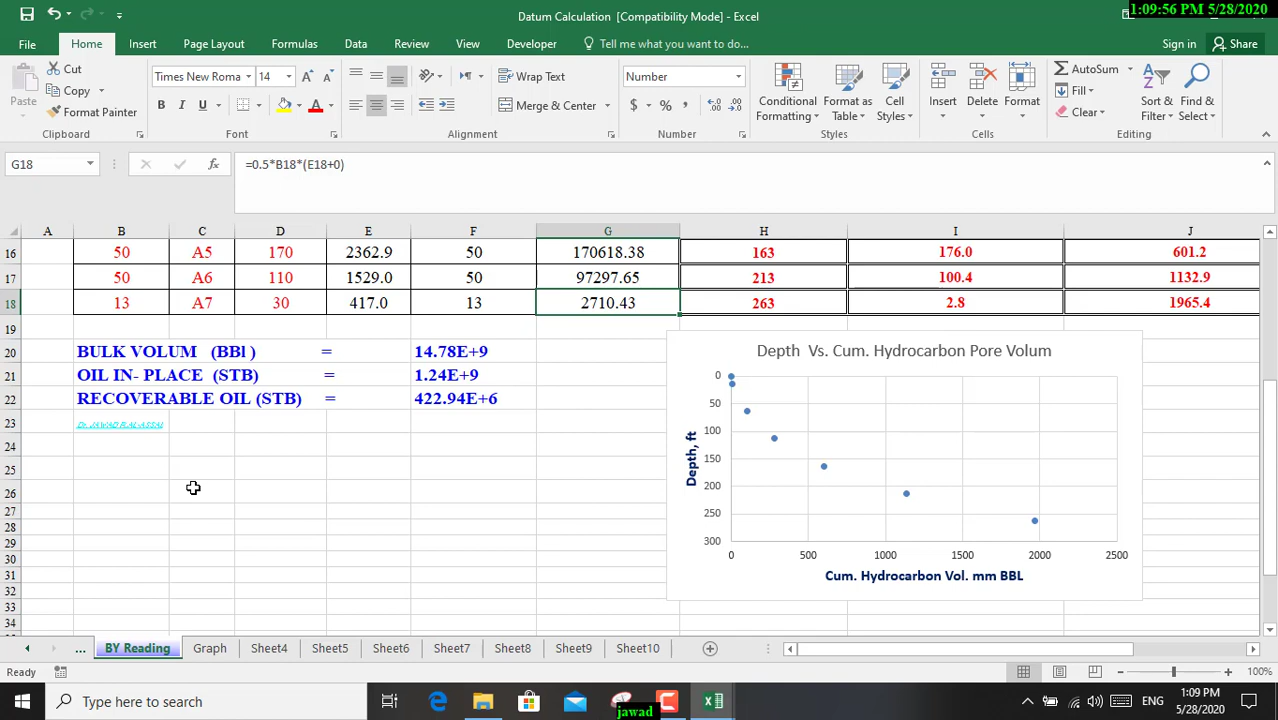 Datum Calculation [Compatibility Mode] - Excel
1:09:56 PM 5/28/2020
File Home Insert Page Layout Formulas Data Review View Developer Tell me what you want to do... Sign in Share
Paste Cut Copy Format Painter
Times New Roma 14
B I U A
Wrap Text
Merge & Center
Number
$ % ,
Conditional Formatting Format as Table Cell Styles
Insert Delete Format
AutoSum Fill Clear
Sort & Filter Find & Select
Clipboard Font Alignment Number Styles Cells Editing
G18 fx =0.5*B18*(E18+0)
A B C D E F G H I J
16 50 A5 170 2362.9 50 170618.38 163 176.0 601.2
17 50 A6 110 1529.0 50 97297.65 213 100.4 1132.9
18 13 A7 30 417.0 13 2710.43 263 2.8 1965.4
19
20 BULK VOLUM (BBl ) = 14.78E+9
21 OIL IN- PLACE (STB) = 1.24E+9
22 RECOVERABLE OIL (STB) = 422.94E+6
23 Dr. JAWAD R. AL-ASSAL
24
25
26
27
28
29
30
31
32
33
34
Depth Vs. Cum. Hydrocarbon Pore Volum
Depth, ft
0
50
100
150
200
250
300
0 500 1000 1500 2000 2500
Cum. Hydrocarbon Vol. mm BBL
... BY Reading Graph Sheet4 Sheet5 Sheet6 Sheet7 Sheet8 Sheet9 Sheet10
Ready 100%
Type here to search
jawad
ENG
1:09 PM
5/28/2020